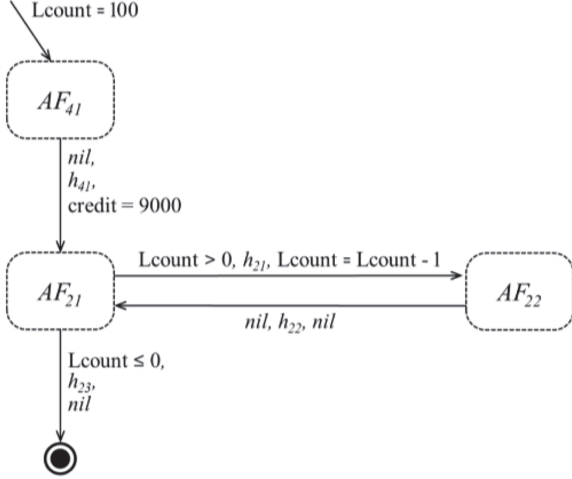 Lcount = 100
AF₄₁
nil,
h₄₁,
credit = 9000
Lcount > 0, h₂₁, Lcount = Lcount - 1
AF₂₁
AF₂₂
nil, h₂₂, nil
Lcount ≤ 0,
h₂₃,
nil